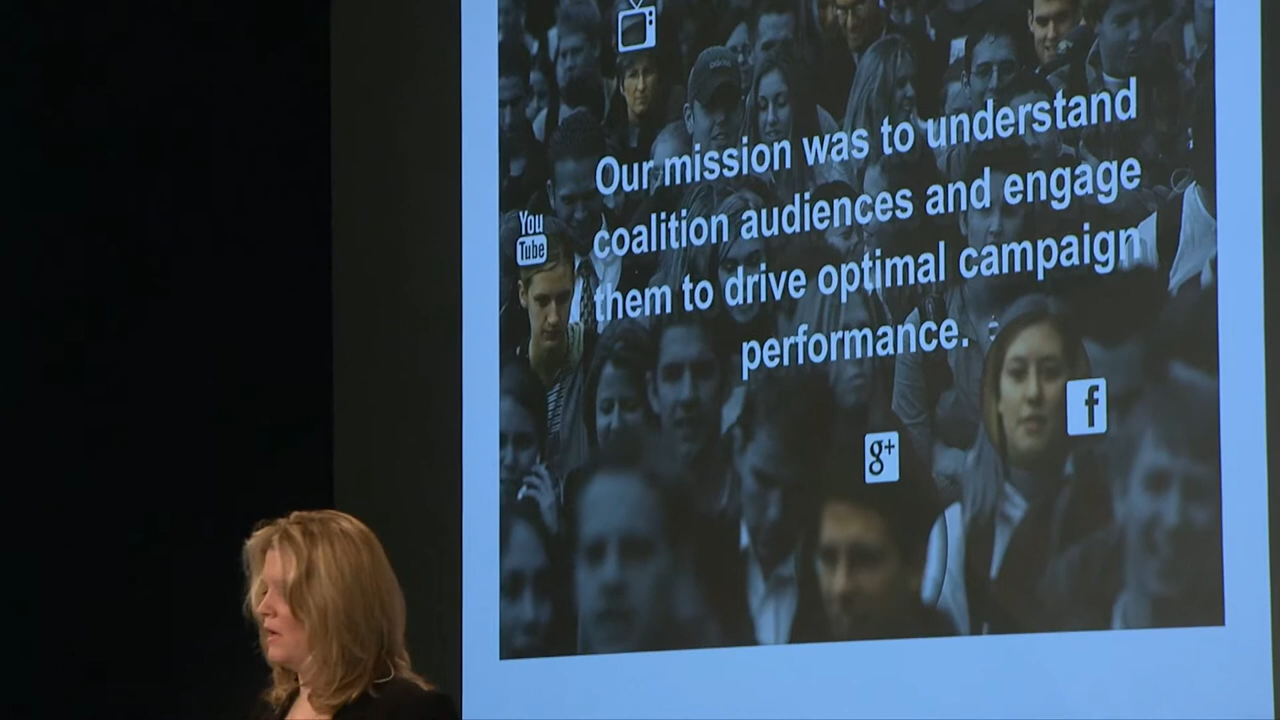 Our mission was to understand
coalition audiences and engage
them to drive optimal campaign
performance.
You
Tube
g+
f